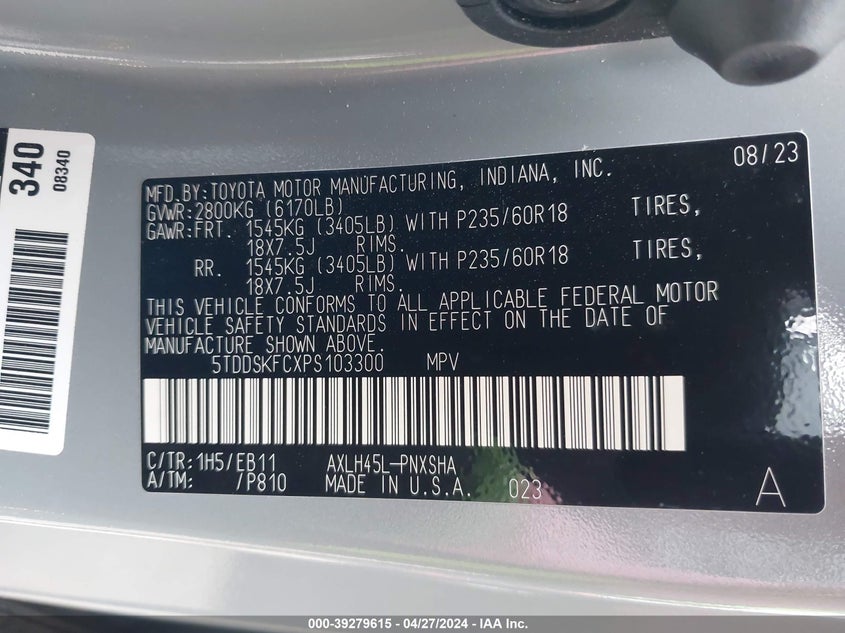 340
08340
08/23
MFD.BY:TOYOTA MOTOR MANUFACTURING, INDIANA, INC.
GVWR:2800KG (6170LB)
GAWR:FRT. 1545KG (3405LB) WITH P235/60R18 TIRES,
18X7.5J RIMS.
RR. 1545KG (3405LB) WITH P235/60R18 TIRES,
18X7.5J RIMS.
THIS VEHICLE CONFORMS TO ALL APPLICABLE FEDERAL MOTOR
VEHICLE SAFETY STANDARDS IN EFFECT ON THE DATE OF
MANUFACTURE SHOWN ABOVE.
5TDDSKFCXPS103300 MPV
C/TR:1H5/EB11 AXLH45L-PNXSHA
A/TM: /P810 MADE IN U.S.A. 023
A
000-39279615 - 04/27/2024 - IAA Inc.